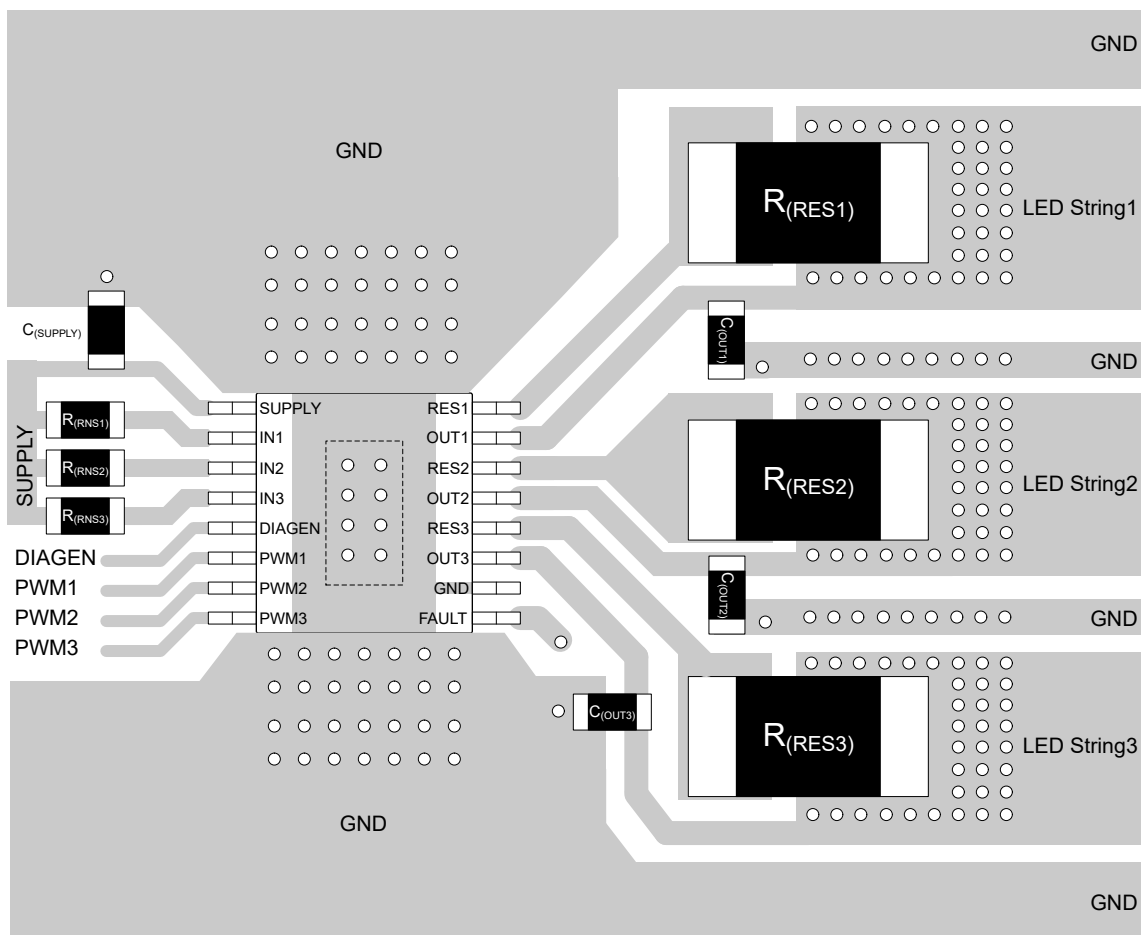 GND
GND
R(RES1)
LED String1
C(SUPPLY)
C(OUT1)
GND
SUPPLY
R(RNS1)
R(RNS2)
R(RNS3)
SUPPLY
IN1
IN2
IN3
DIAGEN
PWM1
PWM2
PWM3
RES1
OUT1
RES2
OUT2
RES3
OUT3
GND
FAULT
R(RES2)
LED String2
DIAGEN
PWM1
PWM2
PWM3
C(OUT2)
GND
C(OUT3)
R(RES3)
LED String3
GND
GND